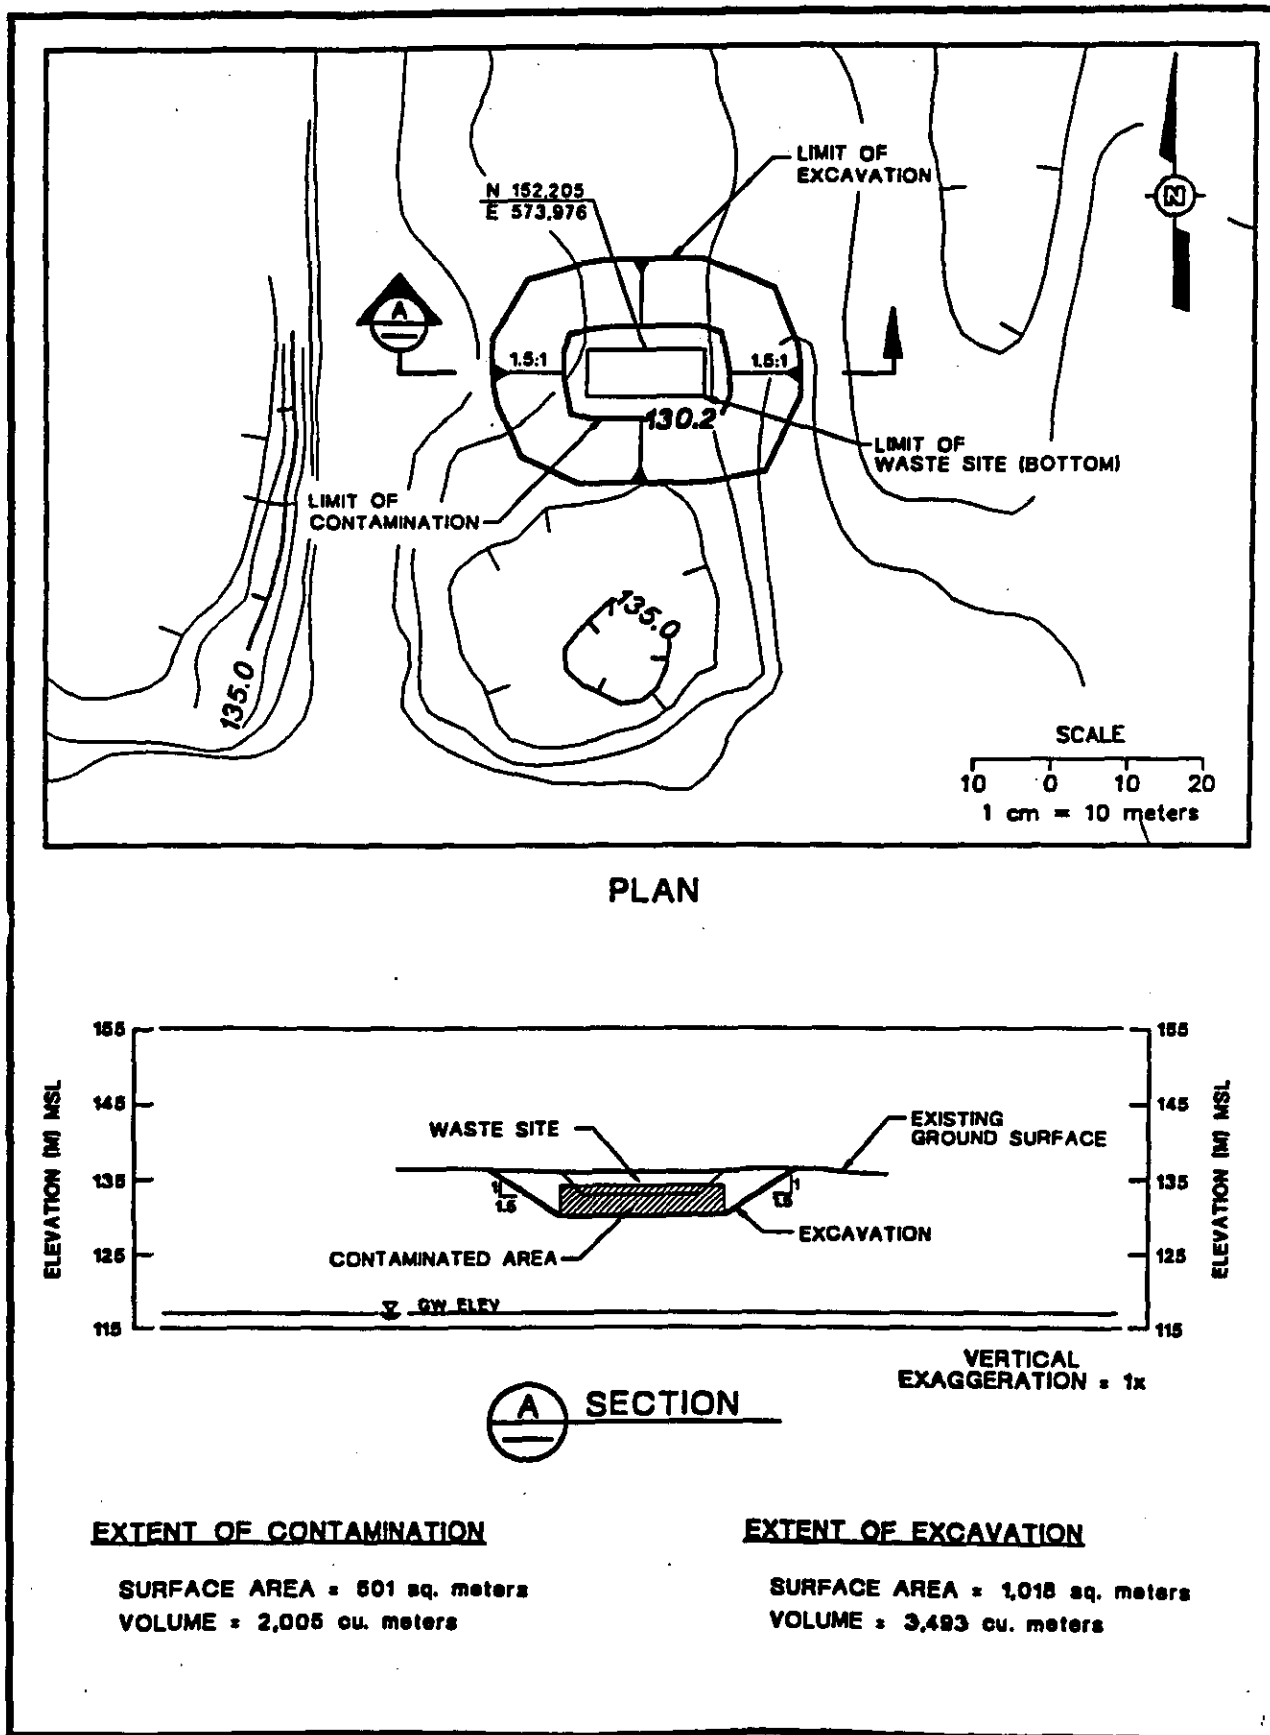 LIMIT OF
EXCAVATION
N 152,205
E 573,976
N
A
1.5:1
1.5:1
130.2
LIMIT OF
WASTE SITE (BOTTOM)
LIMIT OF
CONTAMINATION
135.0
135.0
SCALE
10 0 10 20
1 cm = 10 meters
PLAN
155
145
135
125
115
ELEVATION (M) MSL
WASTE SITE
EXISTING
GROUND SURFACE
1
1.5
1
1.5
EXCAVATION
CONTAMINATED AREA
GW ELEV
155
145
135
125
115
ELEVATION (M) MSL
VERTICAL
EXAGGERATION = 1x
A SECTION
EXTENT OF CONTAMINATION
SURFACE AREA = 501 sq. meters
VOLUME = 2,005 cu. meters
EXTENT OF EXCAVATION
SURFACE AREA = 1,018 sq. meters
VOLUME = 3,493 cu. meters